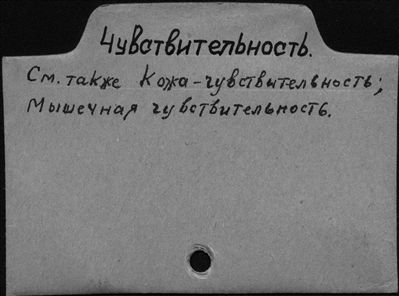 Чувствительность.
См. также Кожа-чувствительность;
Мышечная чувствительность.